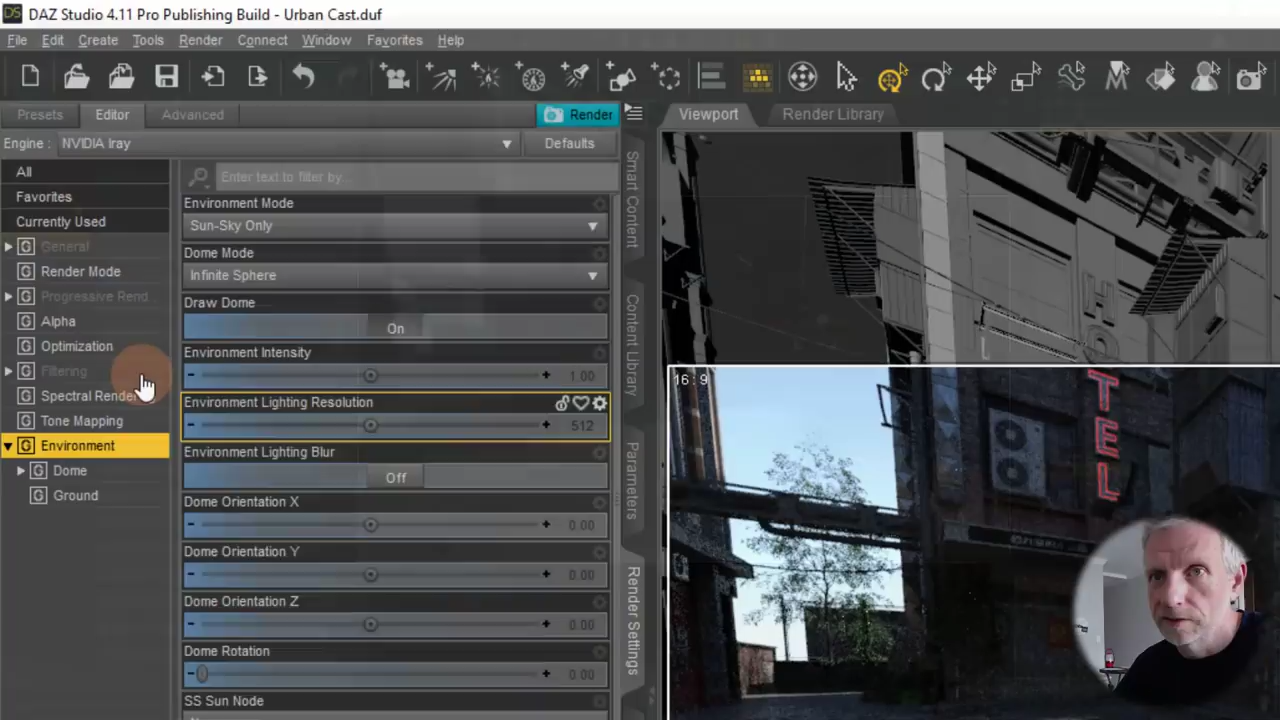 DAZ Studio 4.11 Pro Publishing Build - Urban Cast.duf
File Edit Create Tools Render Connect Window Favorites Help
Presets Editor Advanced Render
Viewport Render Library
Engine : NVIDIA Iray Defaults
All
Favorites
Currently Used
General
Render Mode
Progressive Rend
Alpha
Optimization
Filtering
Spectral Render
Tone Mapping
Environment
Dome
Ground
Enter text to filter by...
Environment Mode
Sun-Sky Only
Dome Mode
Infinite Sphere
Draw Dome
On
Environment Intensity
1.00
Environment Lighting Resolution
512
Environment Lighting Blur
Off
Dome Orientation X
0.00
Dome Orientation Y
0.00
Dome Orientation Z
0.00
Dome Rotation
0.00
SS Sun Node
Smart Content
Content Library
Parameters
Render Settings
16 : 9
TEL